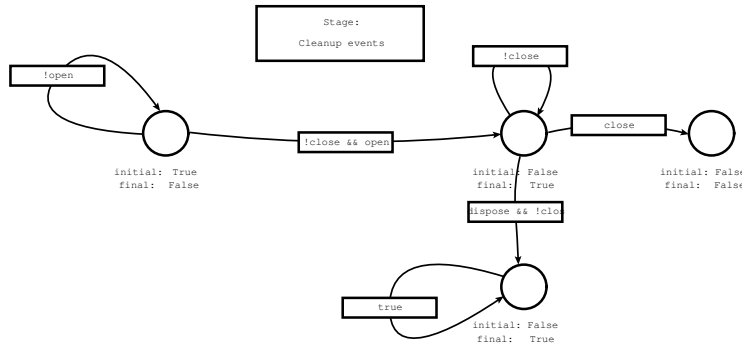 Stage:
Cleanup events
!open
!close
close
!close && open
initial: True
final: False
initial: False
final: True
initial: False
final: False
dispose && !clos
true
initial: False
final: True